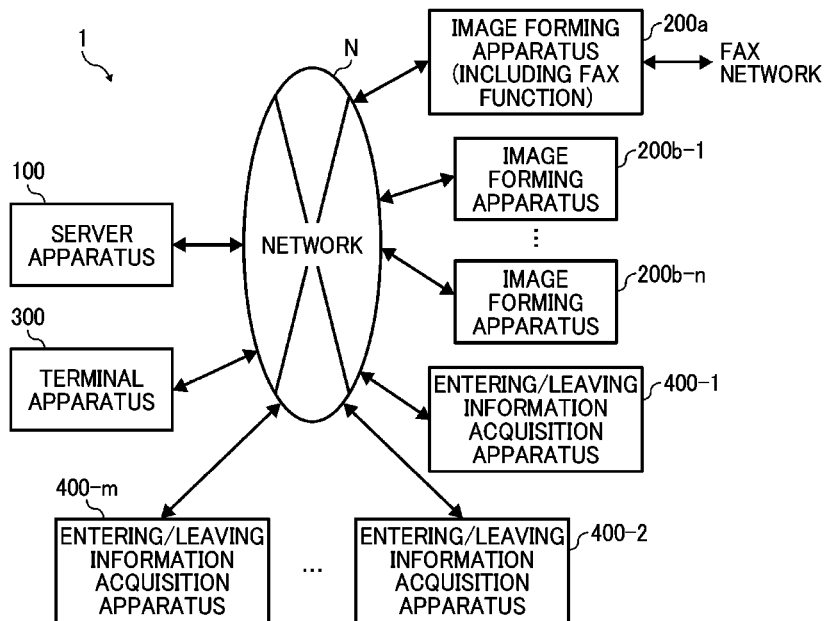 1
N
IMAGE FORMING
APPARATUS
(INCLUDING FAX
FUNCTION)
200a
FAX
NETWORK
IMAGE
FORMING
APPARATUS
200b-1
⋮
100
SERVER
APPARATUS
NETWORK
IMAGE
FORMING
APPARATUS
200b-n
300
TERMINAL
APPARATUS
ENTERING/LEAVING
INFORMATION
ACQUISITION
APPARATUS
400-1
400-m
ENTERING/LEAVING
INFORMATION
ACQUISITION
APPARATUS
...
ENTERING/LEAVING
INFORMATION
ACQUISITION
APPARATUS
400-2